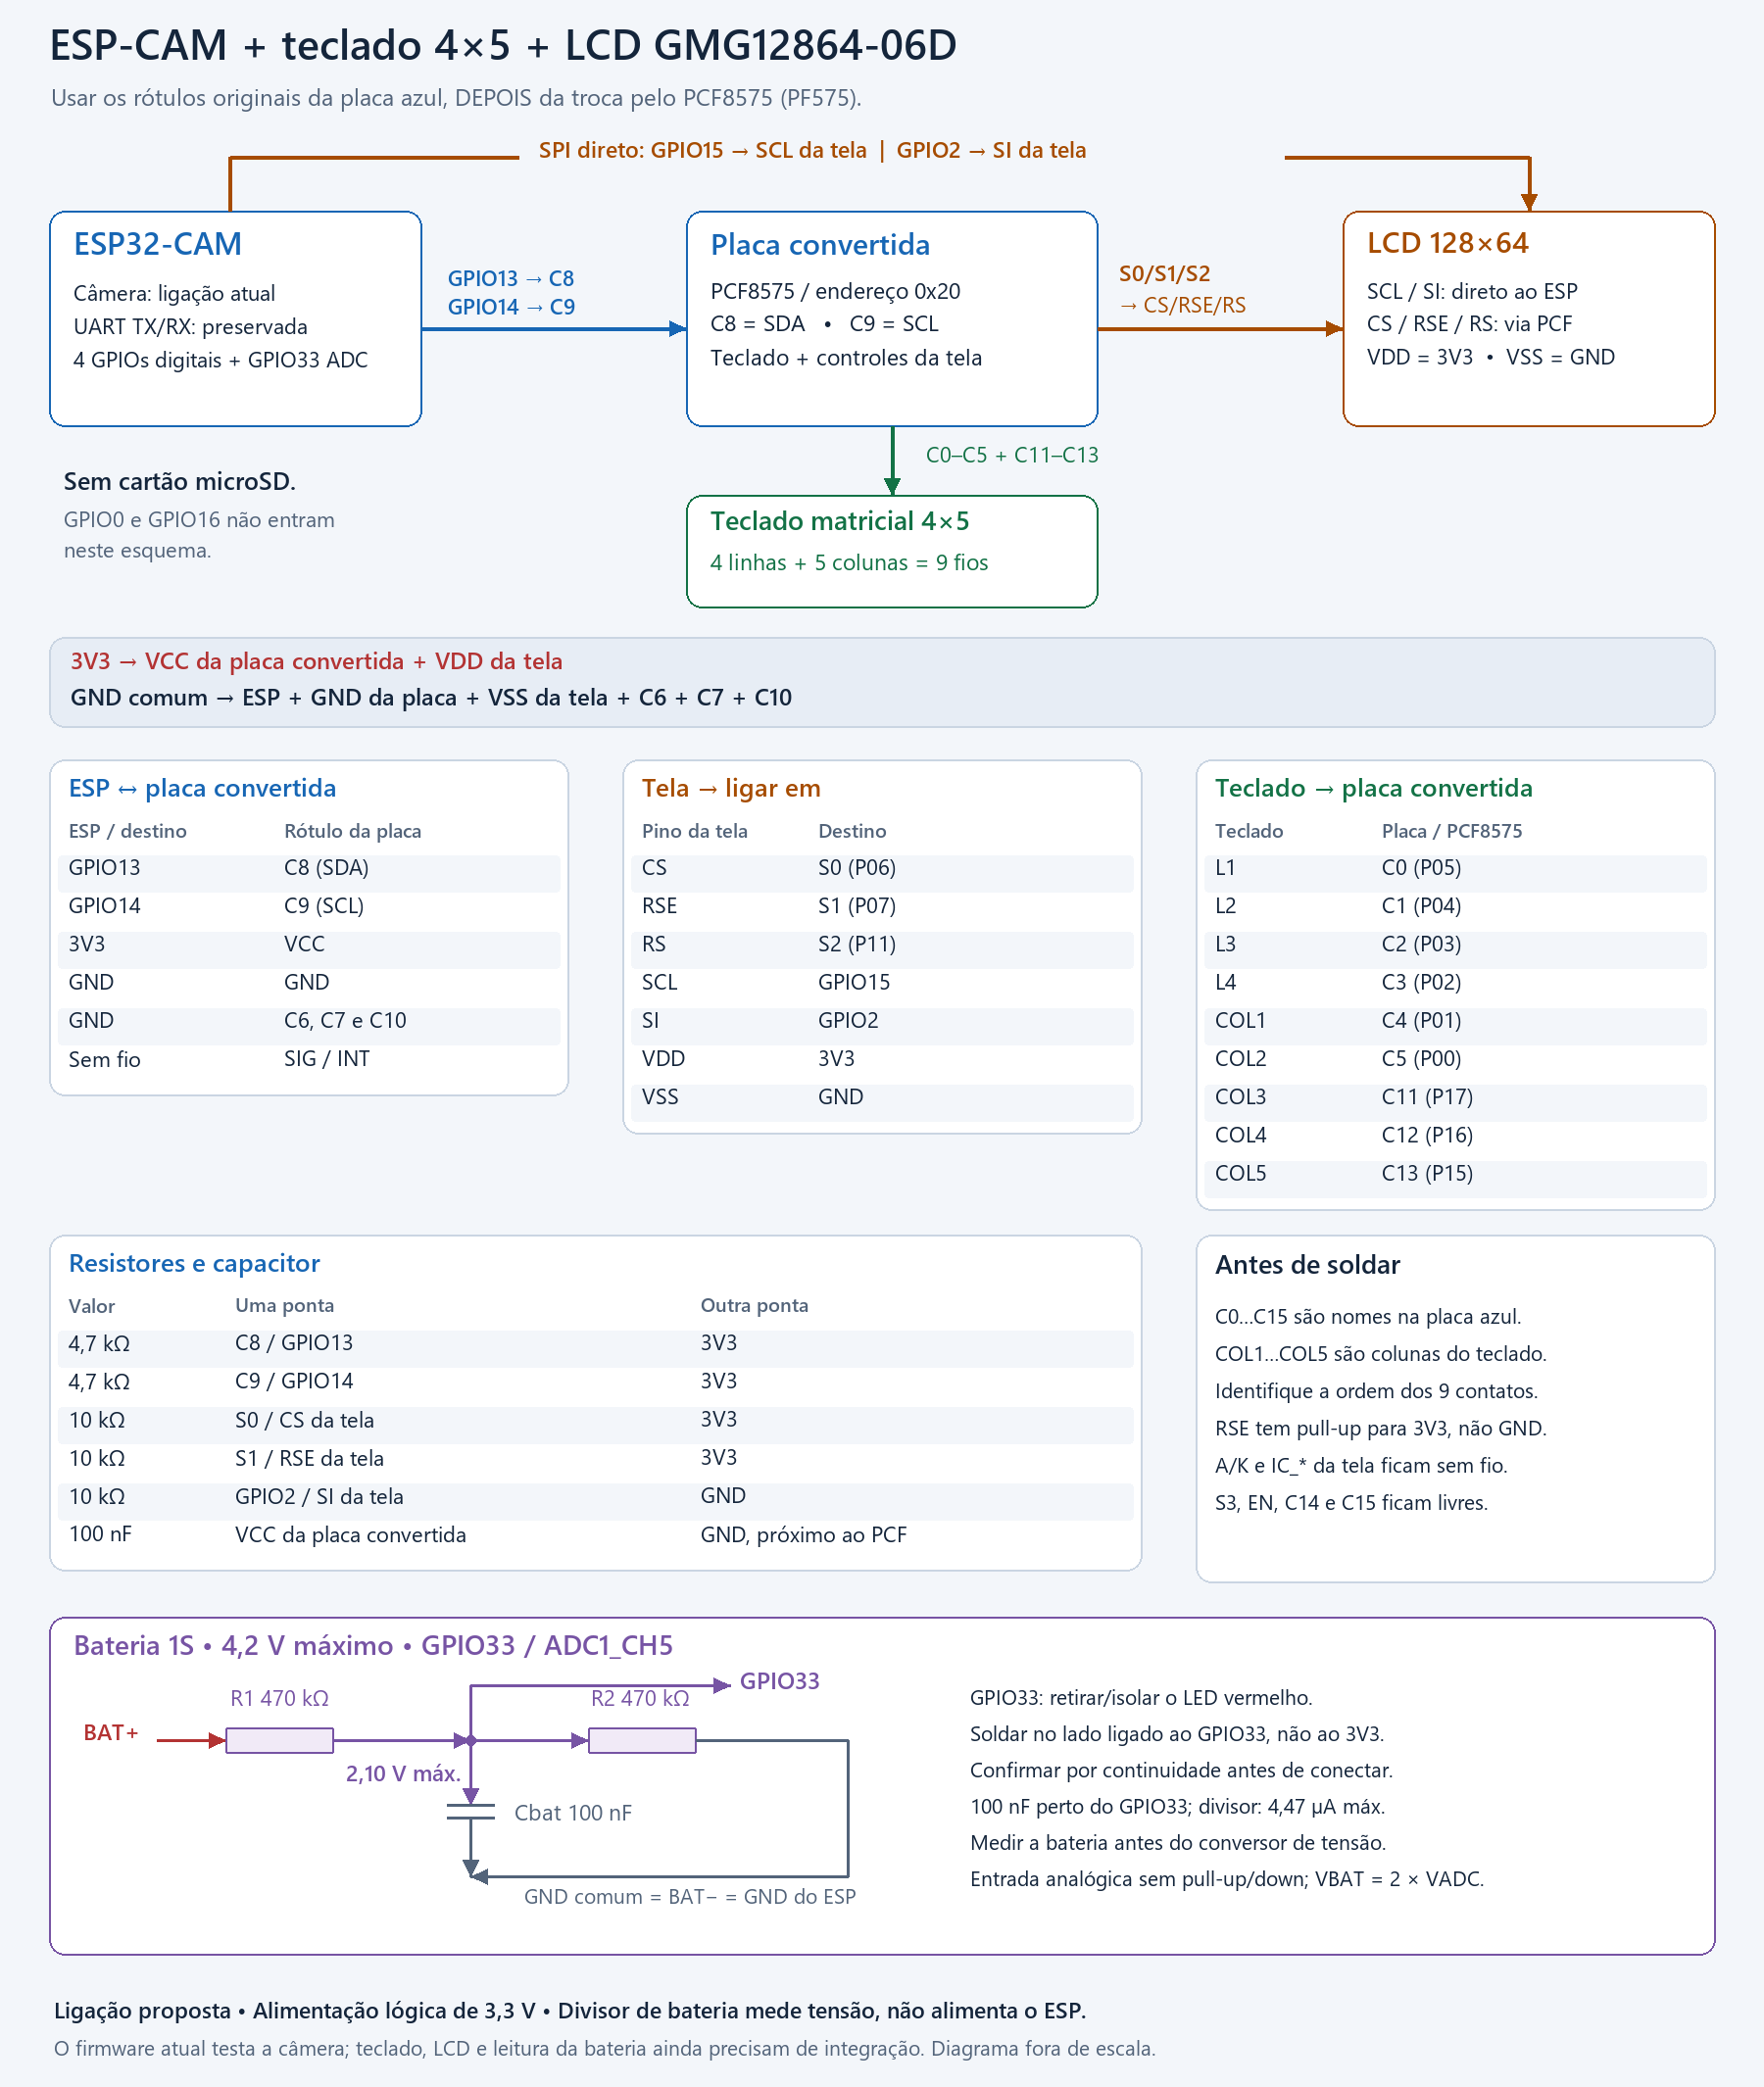 ESP-CAM + teclado 4×5 + LCD GMG12864-06D
Usar os rótulos originais da placa azul, DEPOIS da troca pelo PCF8575 (PF575).
SPI direto: GPIO15 → SCL da tela | GPIO2 → SI da tela
ESP32-CAM
Câmera: ligação atual
UART TX/RX: preservada
4 GPIOs digitais + GPIO33 ADC
GPIO13 → C8
GPIO14 → C9
Placa convertida
PCF8575 / endereço 0x20
C8 = SDA • C9 = SCL
Teclado + controles da tela
S0/S1/S2
→ CS/RSE/RS
LCD 128×64
SCL / SI: direto ao ESP
CS / RSE / RS: via PCF
VDD = 3V3 • VSS = GND
C0–C5 + C11–C13
Sem cartão microSD.
GPIO0 e GPIO16 não entram
neste esquema.
Teclado matricial 4×5
4 linhas + 5 colunas = 9 fios
3V3 → VCC da placa convertida + VDD da tela
GND comum → ESP + GND da placa + VSS da tela + C6 + C7 + C10
ESP ↔ placa convertida
ESP / destino Rótulo da placa
GPIO13 C8 (SDA)
GPIO14 C9 (SCL)
3V3 VCC
GND GND
GND C6, C7 e C10
Sem fio SIG / INT
Tela → ligar em
Pino da tela Destino
CS S0 (P06)
RSE S1 (P07)
RS S2 (P11)
SCL GPIO15
SI GPIO2
VDD 3V3
VSS GND
Teclado → placa convertida
Teclado Placa / PCF8575
L1 C0 (P05)
L2 C1 (P04)
L3 C2 (P03)
L4 C3 (P02)
COL1 C4 (P01)
COL2 C5 (P00)
COL3 C11 (P17)
COL4 C12 (P16)
COL5 C13 (P15)
Resistores e capacitor
Valor Uma ponta Outra ponta
4,7 kΩ C8 / GPIO13 3V3
4,7 kΩ C9 / GPIO14 3V3
10 kΩ S0 / CS da tela 3V3
10 kΩ S1 / RSE da tela 3V3
10 kΩ GPIO2 / SI da tela GND
100 nF VCC da placa convertida GND, próximo ao PCF
Antes de soldar
C0...C15 são nomes na placa azul.
COL1...COL5 são colunas do teclado.
Identifique a ordem dos 9 contatos.
RSE tem pull-up para 3V3, não GND.
A/K e IC_* da tela ficam sem fio.
S3, EN, C14 e C15 ficam livres.
Bateria 1S • 4,2 V máximo • GPIO33 / ADC1_CH5
GPIO33
R1 470 kΩ R2 470 kΩ
BAT+
2,10 V máx.
Cbat 100 nF
GND comum = BAT− = GND do ESP
GPIO33: retirar/isolar o LED vermelho.
Soldar no lado ligado ao GPIO33, não ao 3V3.
Confirmar por continuidade antes de conectar.
100 nF perto do GPIO33; divisor: 4,47 µA máx.
Medir a bateria antes do conversor de tensão.
Entrada analógica sem pull-up/down; VBAT = 2 × VADC.
Ligação proposta • Alimentação lógica de 3,3 V • Divisor de bateria mede tensão, não alimenta o ESP.
O firmware atual testa a câmera; teclado, LCD e leitura da bateria ainda precisam de integração. Diagrama fora de escala.